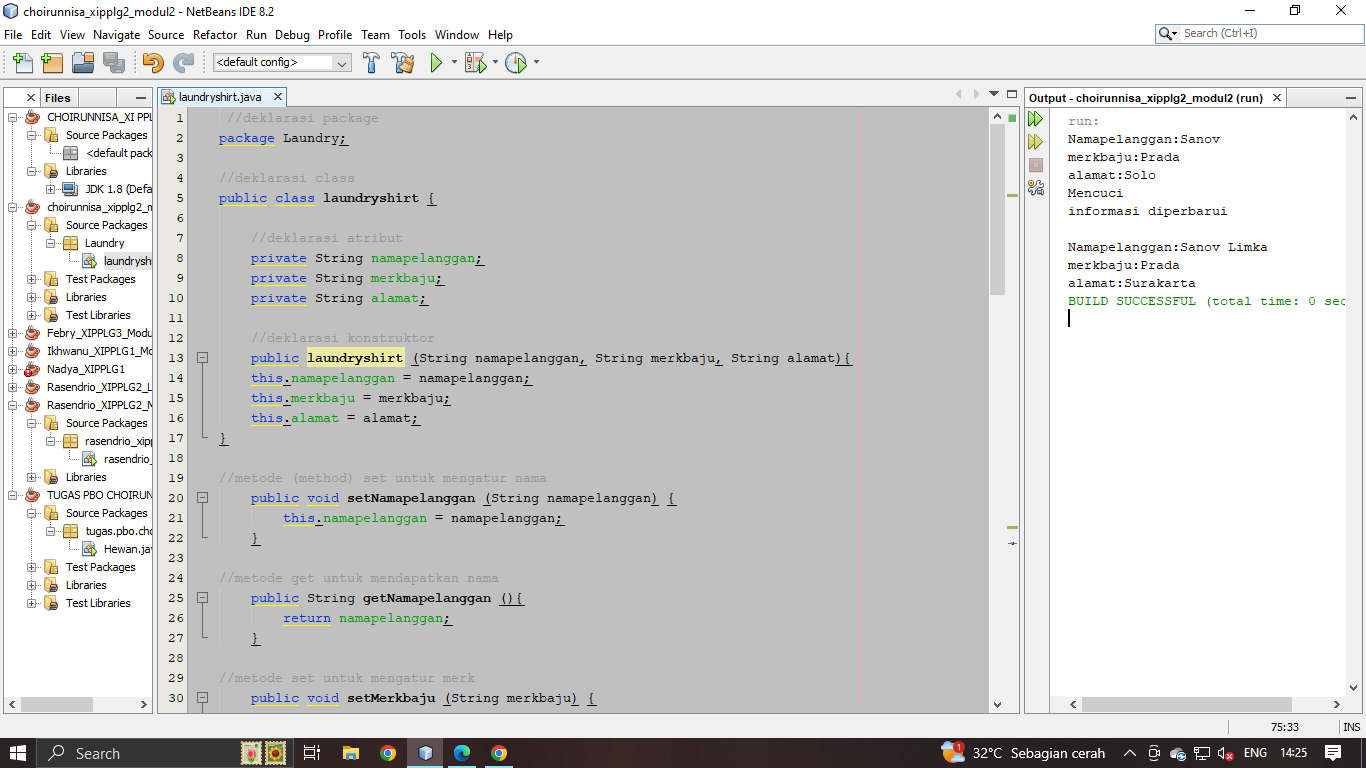 choirunnisa_xipplg2_modul2 - NetBeans IDE 8.2
File Edit View Navigate Source Refactor Run Debug Profile Team Tools Window Help
Search (Ctrl+I)
<default config>
Files
CHOIRUNNISA_XI PPL
Source Packages
<default pack
Libraries
JDK 1.8 (Defa
choirunnisa_xipplg2_m
Source Packages
Laundry
laundrysh
Test Packages
Libraries
Test Libraries
Febry_XIPPLG3_Modu
Ikhwanu_XIPPLG1_Mo
Nadya_XIPPLG1
Rasendrio_XIPPLG2_L
Rasendrio_XIPPLG2_M
Source Packages
rasendrio_xipp
rasendrio_
Libraries
TUGAS PBO CHOIRUN
Source Packages
tugas.pbo.cho
Hewan.jav
Test Packages
Libraries
Test Libraries
laundryshirt.java
1 //deklarasi package
2 package Laundry;
3
4 //deklarasi class
5 public class laundryshirt {
6
7 //deklarasi atribut
8 private String namapelanggan;
9 private String merkbaju;
10 private String alamat;
11
12 //deklarasi konstruktor
13 public laundryshirt (String namapelanggan, String merkbaju, String alamat){
14 this.namapelanggan = namapelanggan;
15 this.merkbaju = merkbaju;
16 this.alamat = alamat;
17 }
18
19 //metode (method) set untuk mengatur nama
20 public void setNamapelanggan (String namapelanggan) {
21 this.namapelanggan = namapelanggan;
22 }
23
24 //metode get untuk mendapatkan nama
25 public String getNamapelanggan (){
26 return namapelanggan;
27 }
28
29 //metode set untuk mengatur merk
30 public void setMerkbaju (String merkbaju) {
Output - choirunnisa_xipplg2_modul2 (run)
run:
Namapelanggan:Sanov
merkbaju:Prada
alamat:Solo
Mencuci
informasi diperbarui
Namapelanggan:Sanov Limka
merkbaju:Prada
alamat:Surakarta
BUILD SUCCESSFUL (total time: 0 sec
75:33 INS
Search
1
32°C Sebagian cerah
ENG 14:25